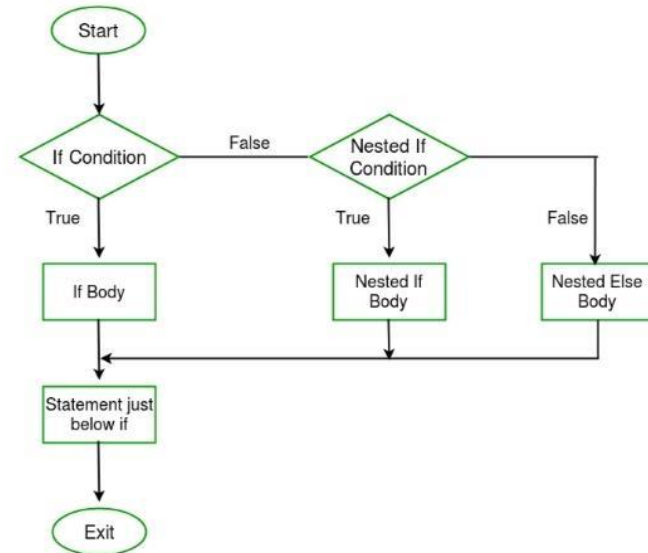 Start
If Condition
False
Nested If
Condition
True
True
False
If Body
Nested If
Body
Nested Else
Body
Statement just
below if
Exit